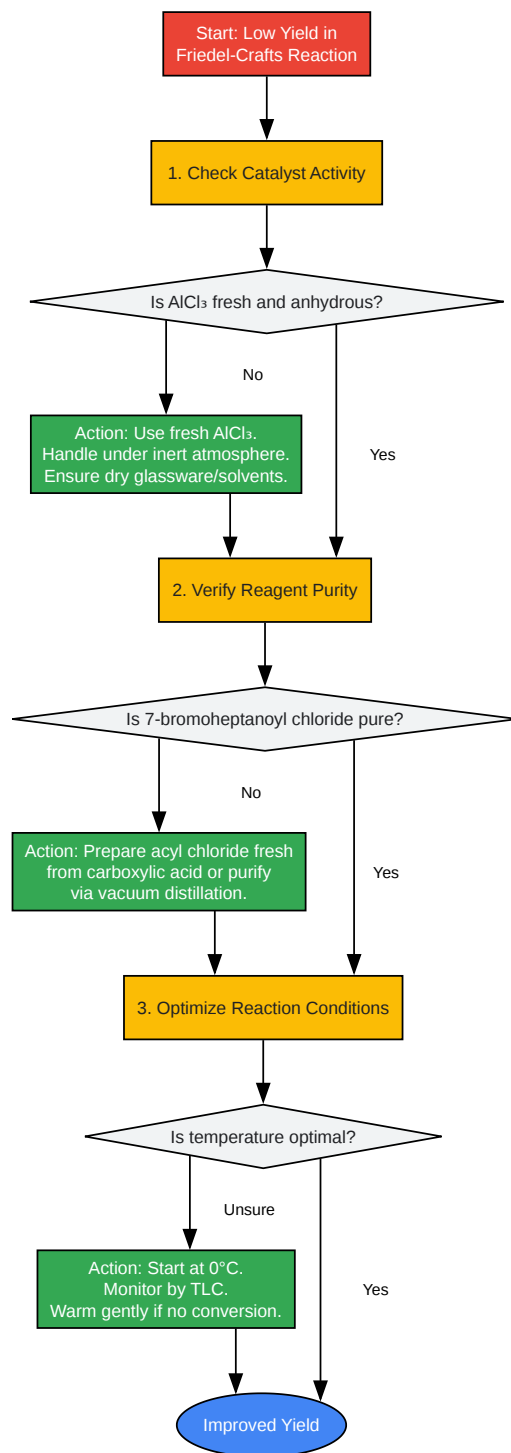 Start: Low Yield in
Friedel-Crafts Reaction
1. Check Catalyst Activity
Is AlCl₃ fresh and anhydrous?
No
Action: Use fresh AlCl₃.
Handle under inert atmosphere.
Ensure dry glassware/solvents.
Yes
2. Verify Reagent Purity
Is 7-bromoheptanoyl chloride pure?
No
Action: Prepare acyl chloride fresh
from carboxylic acid or purify
via vacuum distillation.
Yes
3. Optimize Reaction Conditions
Is temperature optimal?
Unsure
Action: Start at 0°C.
Monitor by TLC.
Warm gently if no conversion.
Yes
Improved Yield